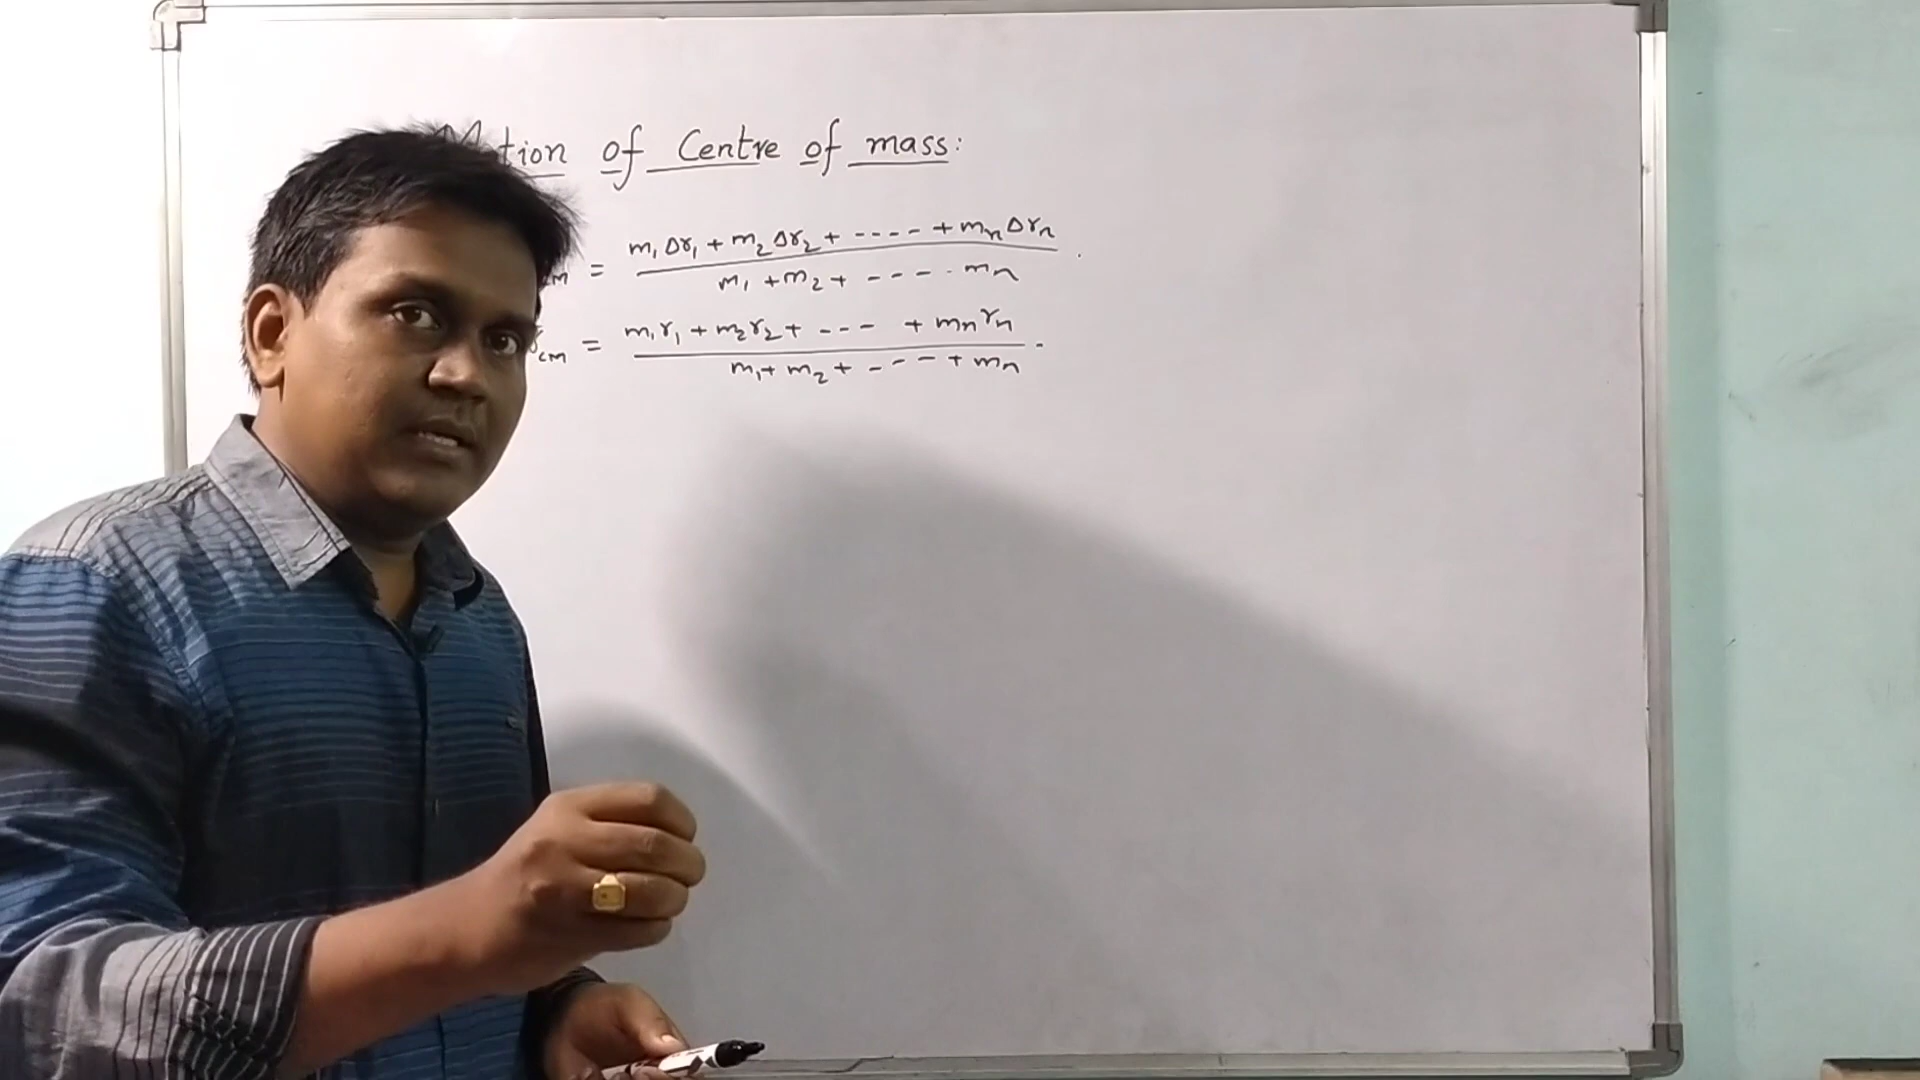 Motion of Centre of mass:
cm = m₁Δr₁ + m₂Δr₂ + ---- + mₙΔrₙ / m₁ + m₂ + ---- mₙ .
r cm = m₁r₁ + m₂r₂ + --- + mₙrₙ / m₁ + m₂ + ---- + mₙ .